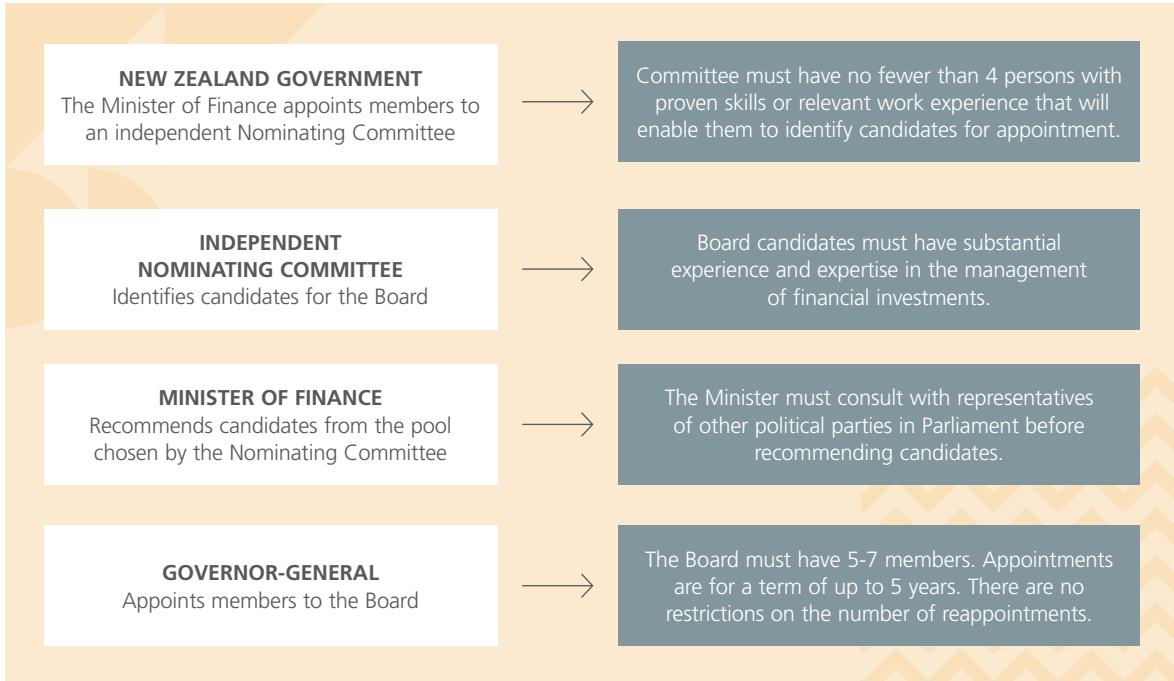 NEW ZEALAND GOVERNMENT
The Minister of Finance appoints members to
an independent Nominating Committee
Committee must have no fewer than 4 persons with
proven skills or relevant work experience that will
enable them to identify candidates for appointment.
INDEPENDENT
NOMINATING COMMITTEE
Identifies candidates for the Board
Board candidates must have substantial
experience and expertise in the management
of financial investments.
MINISTER OF FINANCE
Recommends candidates from the pool
chosen by the Nominating Committee
The Minister must consult with representatives
of other political parties in Parliament before
recommending candidates.
GOVERNOR-GENERAL
Appoints members to the Board
The Board must have 5-7 members. Appointments
are for a term of up to 5 years. There are no
restrictions on the number of reappointments.